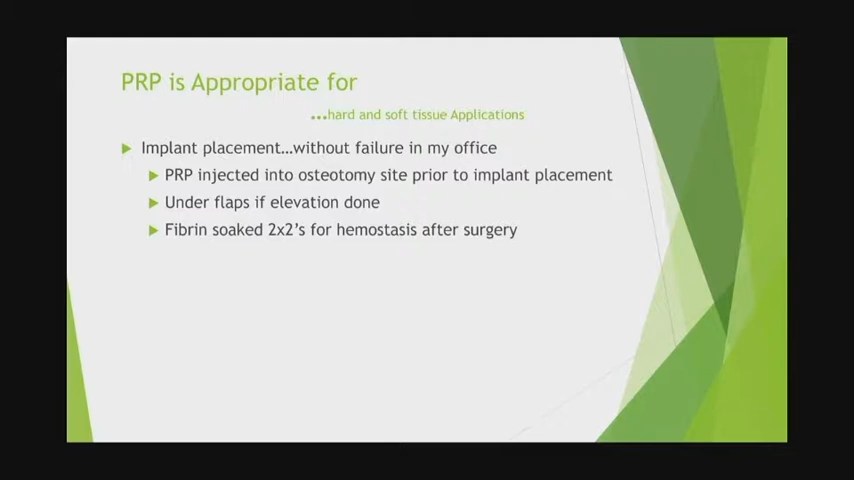 PRP is Appropriate for
...hard and soft tissue Applications
Implant placement...without failure in my office
PRP injected into osteotomy site prior to implant placement
Under flaps if elevation done
Fibrin soaked 2x2's for hemostasis after surgery